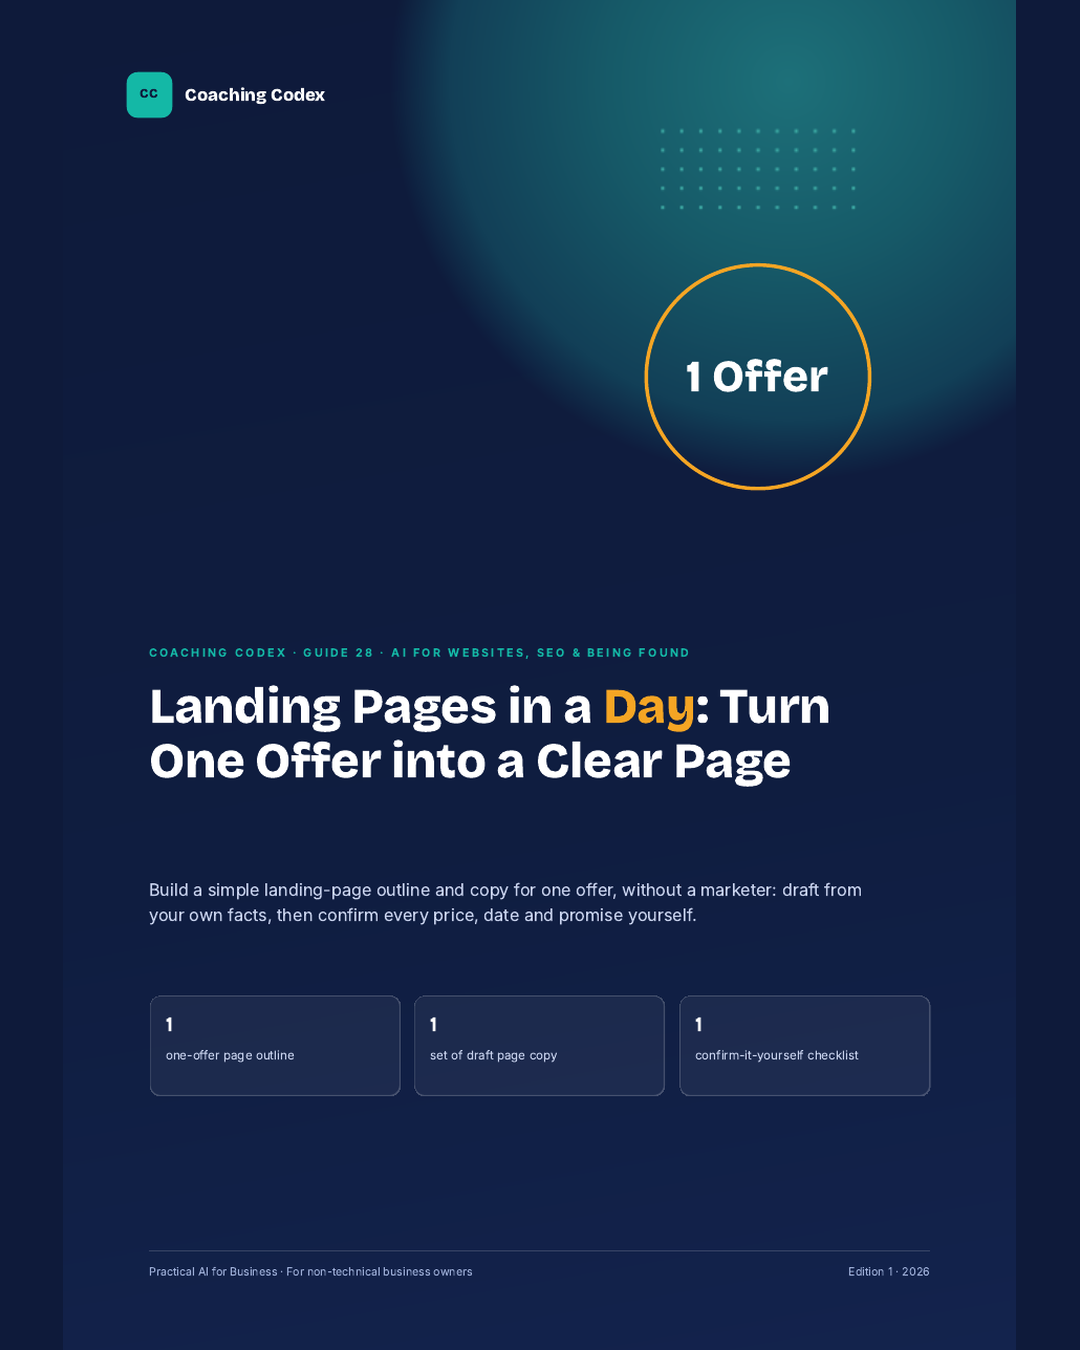 CC
Coaching Codex
1 Offer
COACHING CODEX · GUIDE 28 · AI FOR WEBSITES, SEO & BEING FOUND
Landing Pages in a Day: Turn
One Offer into a Clear Page
Build a simple landing-page outline and copy for one offer, without a marketer: draft from
your own facts, then confirm every price, date and promise yourself.
1
one-offer page outline
1
set of draft page copy
1
confirm-it-yourself checklist
Practical AI for Business · For non-technical business owners
Edition 1 · 2026